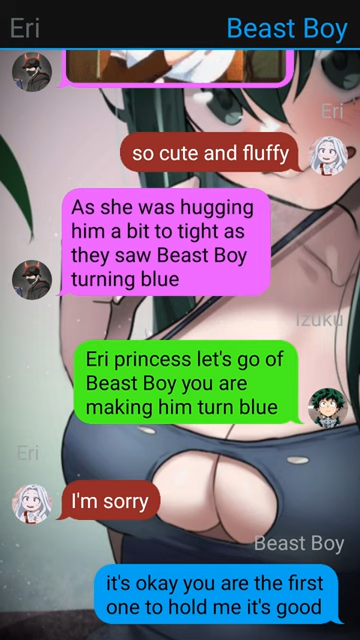 Eri
Beast Boy
Eri
so cute and fluffy
As she was hugging
him a bit to tight as
they saw Beast Boy
turning blue
Izuku
Eri princess let's go of
Beast Boy you are
making him turn blue
Eri
I'm sorry
Beast Boy
it's okay you are the first
one to hold me it's good